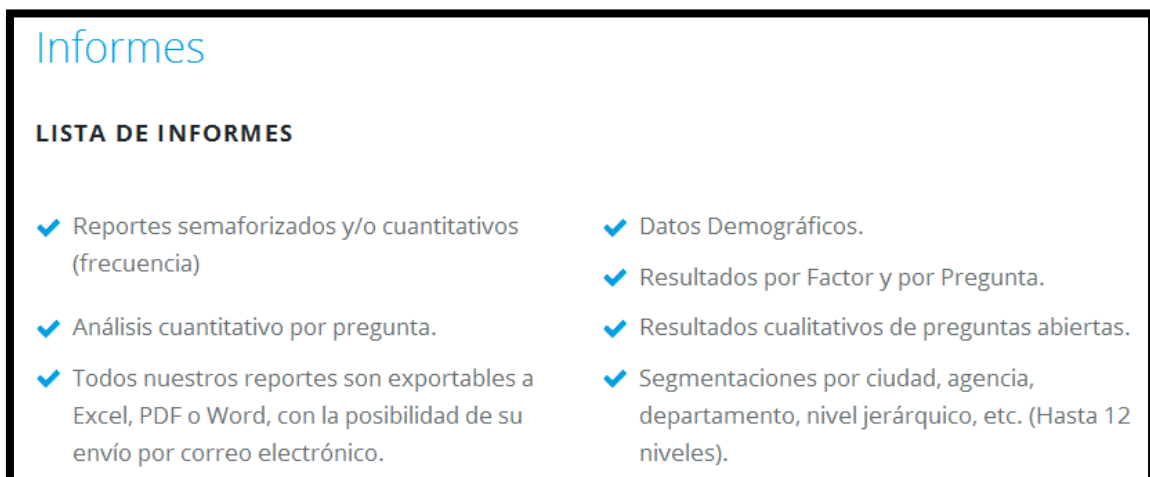 Informes
LISTA DE INFORMES
Reportes semaforizados y/o cuantitativos
(frecuencia)
Análisis cuantitativo por pregunta.
Todos nuestros reportes son exportables a
Excel, PDF o Word, con la posibilidad de su
envío por correo electrónico.
Datos Demográficos.
Resultados por Factor y por Pregunta.
Resultados cualitativos de preguntas abiertas.
Segmentaciones por ciudad, agencia,
departamento, nivel jerárquico, etc. (Hasta 12
niveles).